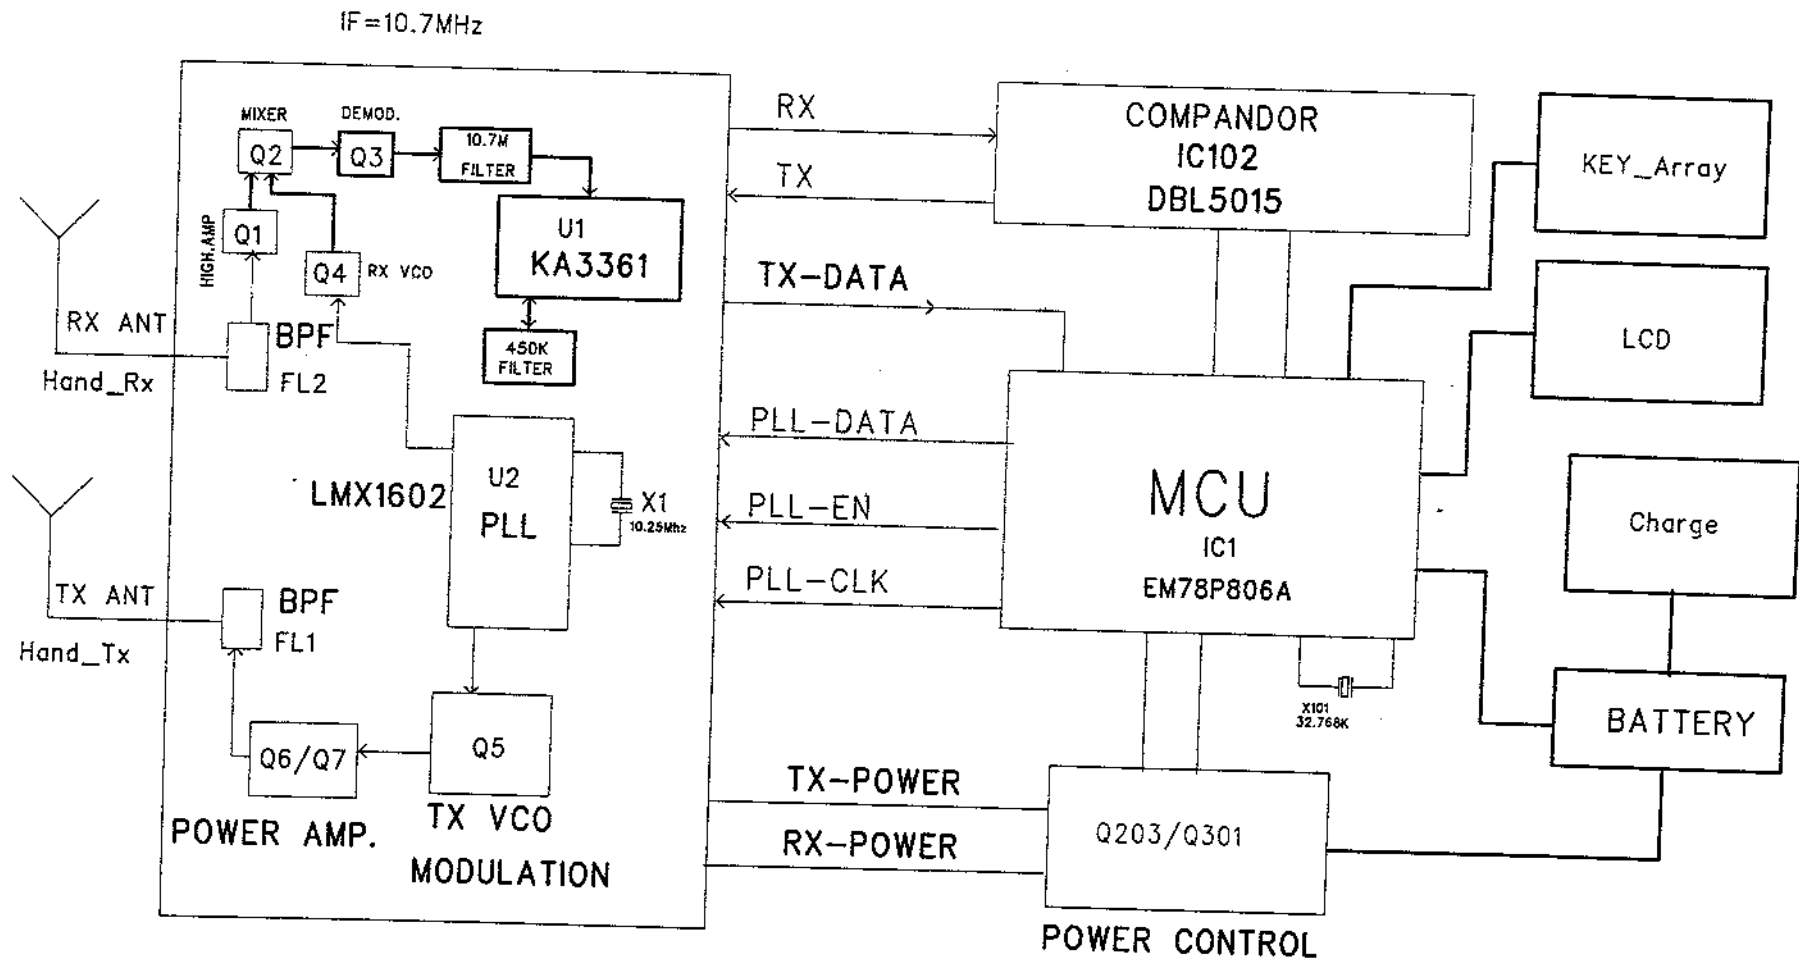 IF=10.7MHz
MIXER
DEMOD.
Q2
Q3
10.7M
FILTER
HIGH.AMP
Q1
Q4
RX VCO
U1
KA3361
450K
FILTER
RX ANT
Hand_Rx
BPF
FL2
LMX1602
U2
PLL
X1
10.25Mhz
TX ANT
Hand_Tx
BPF
FL1
Q6/Q7
Q5
POWER AMP.
TX VCO
MODULATION
RX
TX
TX-DATA
PLL-DATA
PLL-EN
PLL-CLK
TX-POWER
RX-POWER
COMPANDOR
IC102
DBL5015
MCU
IC1
EM78P806A
X101
32.768K
Q203/Q301
POWER CONTROL
KEY_Array
LCD
Charge
BATTERY